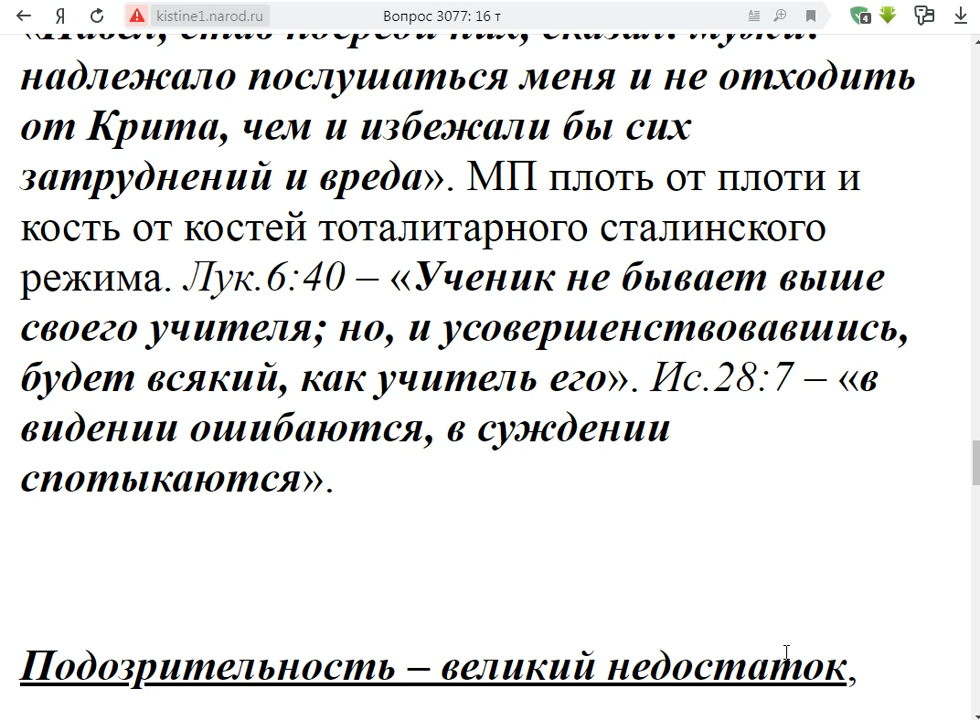 Я kistine1.narod.ru Вопрос 3077: 16 т 4
надлежало послушаться меня и не отходить
от Крита, чем и избежали бы сих
затруднений и вреда». МП плоть от плоти и
кость от костей тоталитарного сталинского
режима. Лук.6:40 – «Ученик не бывает выше
своего учителя; но, и усовершенствовавшись,
будет всякий, как учитель его». Ис.28:7 – «в
видении ошибаются, в суждении
спотыкаются».
Подозрительность – великий недостаток,